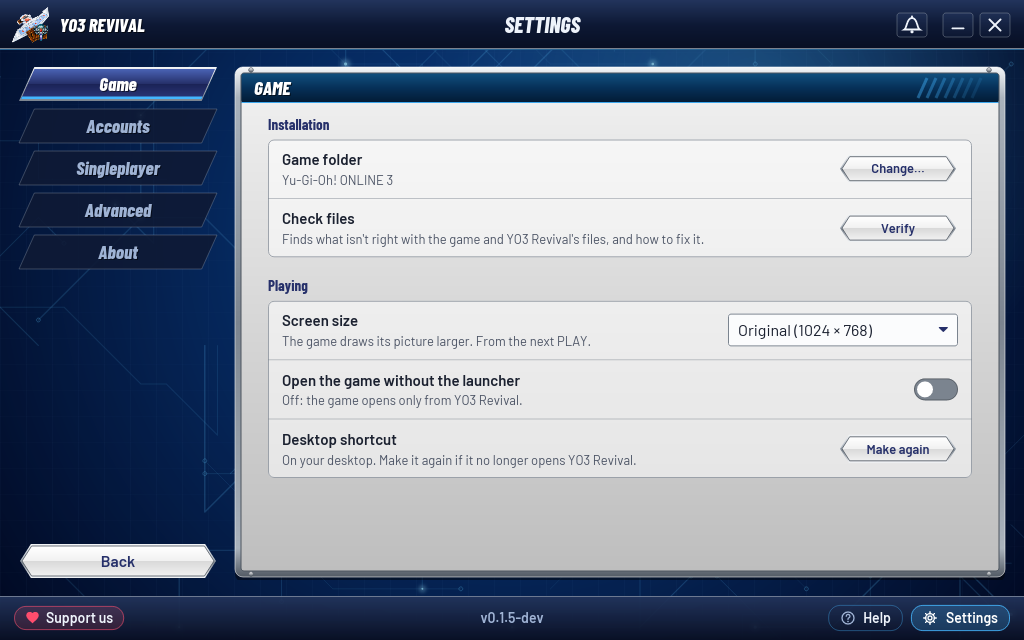 YO3 REVIVAL
SETTINGS
Game
Accounts
Singleplayer
Advanced
About
Back
GAME
Installation
Game folder
Yu-Gi-Oh! ONLINE 3
Change...
Check files
Finds what isn't right with the game and YO3 Revival's files, and how to fix it.
Verify
Playing
Screen size
The game draws its picture larger. From the next PLAY.
Original (1024 × 768)
Open the game without the launcher
Off: the game opens only from YO3 Revival.
Desktop shortcut
On your desktop. Make it again if it no longer opens YO3 Revival.
Make again
Support us
v0.1.5-dev
Help
Settings